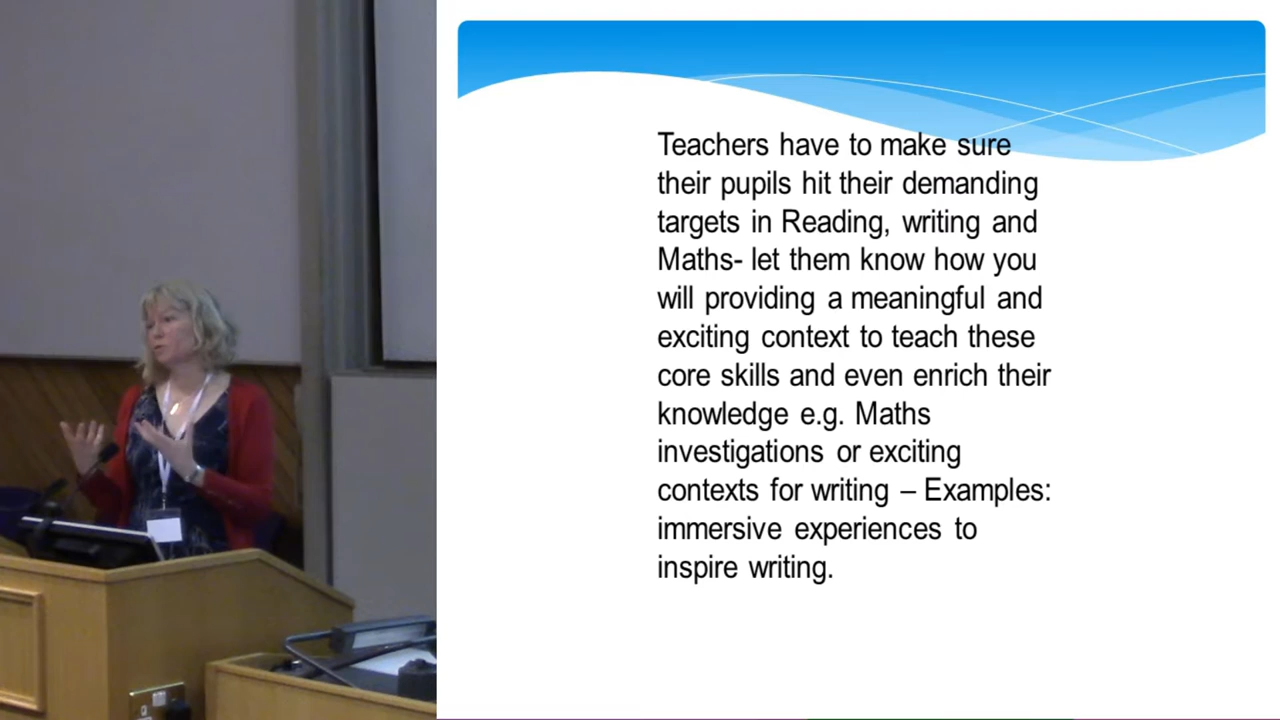 Teachers have to make sure
their pupils hit their demanding
targets in Reading, writing and
Maths- let them know how you
will providing a meaningful and
exciting context to teach these
core skills and even enrich their
knowledge e.g. Maths
investigations or exciting
contexts for writing – Examples:
immersive experiences to
inspire writing.